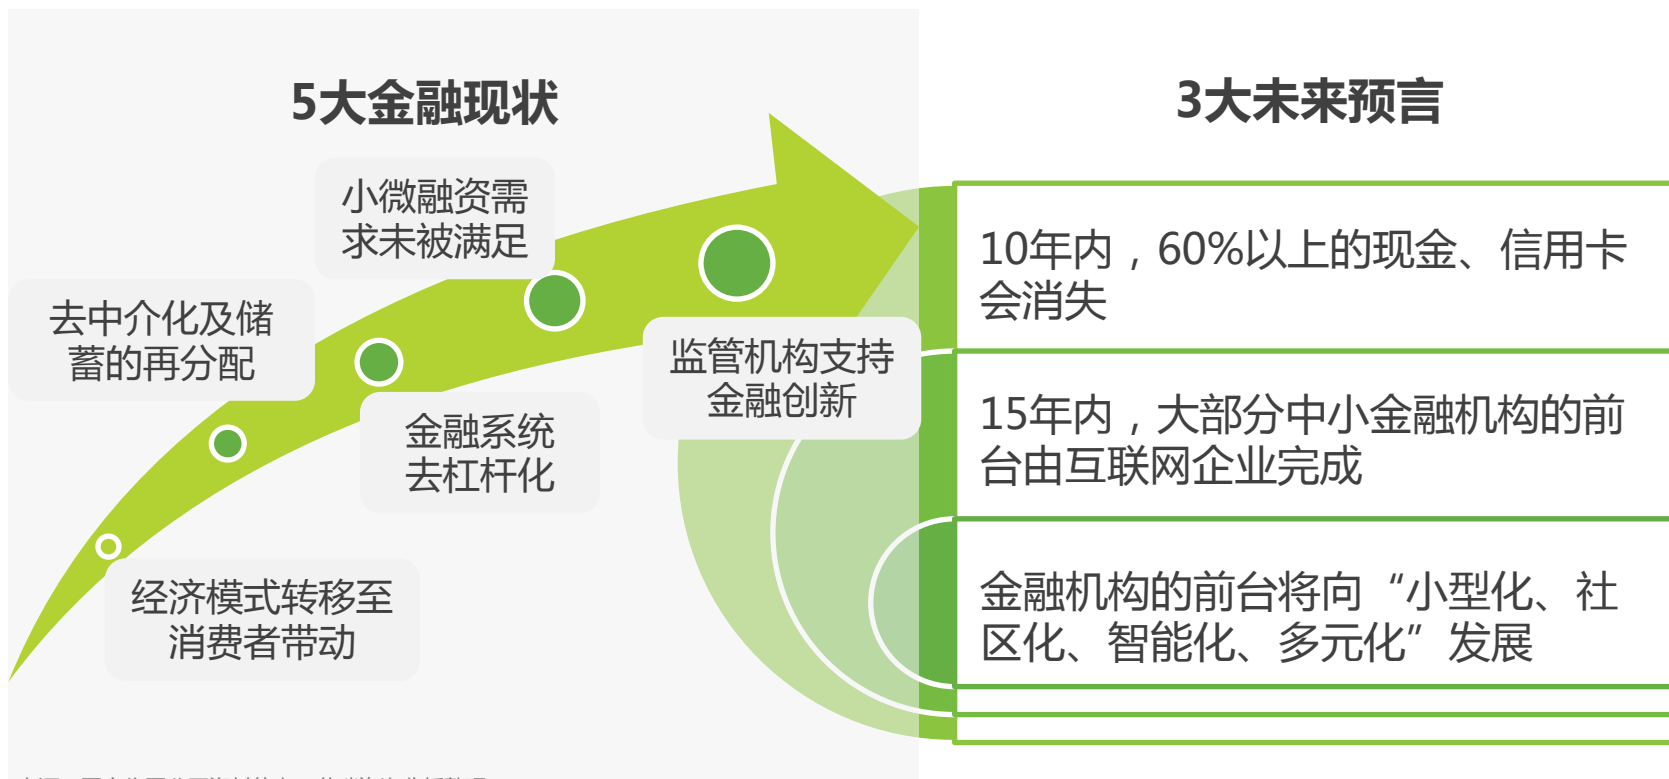 5大金融现状
小微融资需
求未被满足
去中介化及储
蓄的再分配
监管机构支持
金融创新
金融系统
去杠杆化
经济模式转移至
消费者带动
3大未来预言
10年内，60%以上的现金、信用卡
会消失
15年内，大部分中小金融机构的前
台由互联网企业完成
金融机构的前台将向“小型化、社
区化、智能化、多元化”发展